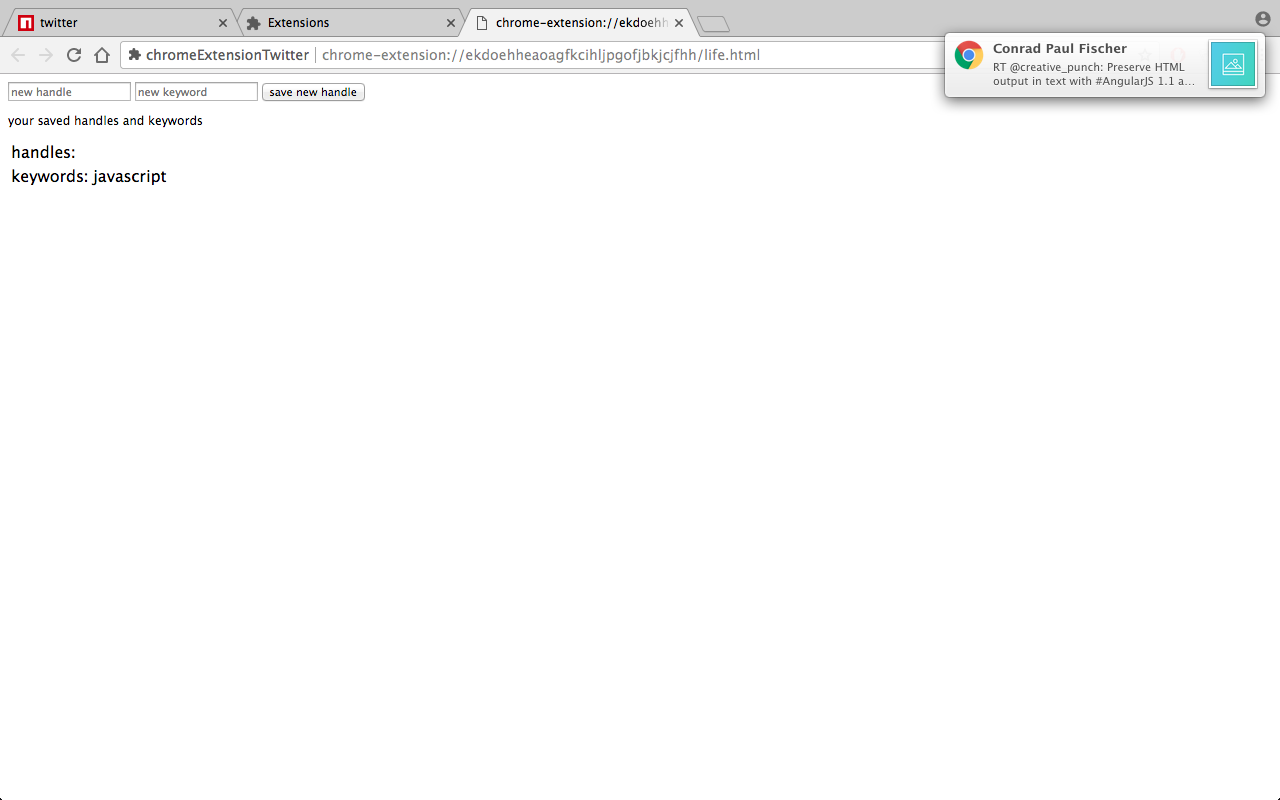 twitter
Extensions
chrome-extension://ekdoehh
chromeExtensionTwitter
chrome-extension://ekdoehheaoagfkcihljpgofjbkjcjfhh/life.html
Conrad Paul Fischer
RT @creative_punch: Preserve HTML
output in text with #AngularJS 1.1 a...
new handle
new keyword
save new handle
your saved handles and keywords
handles:
keywords: javascript